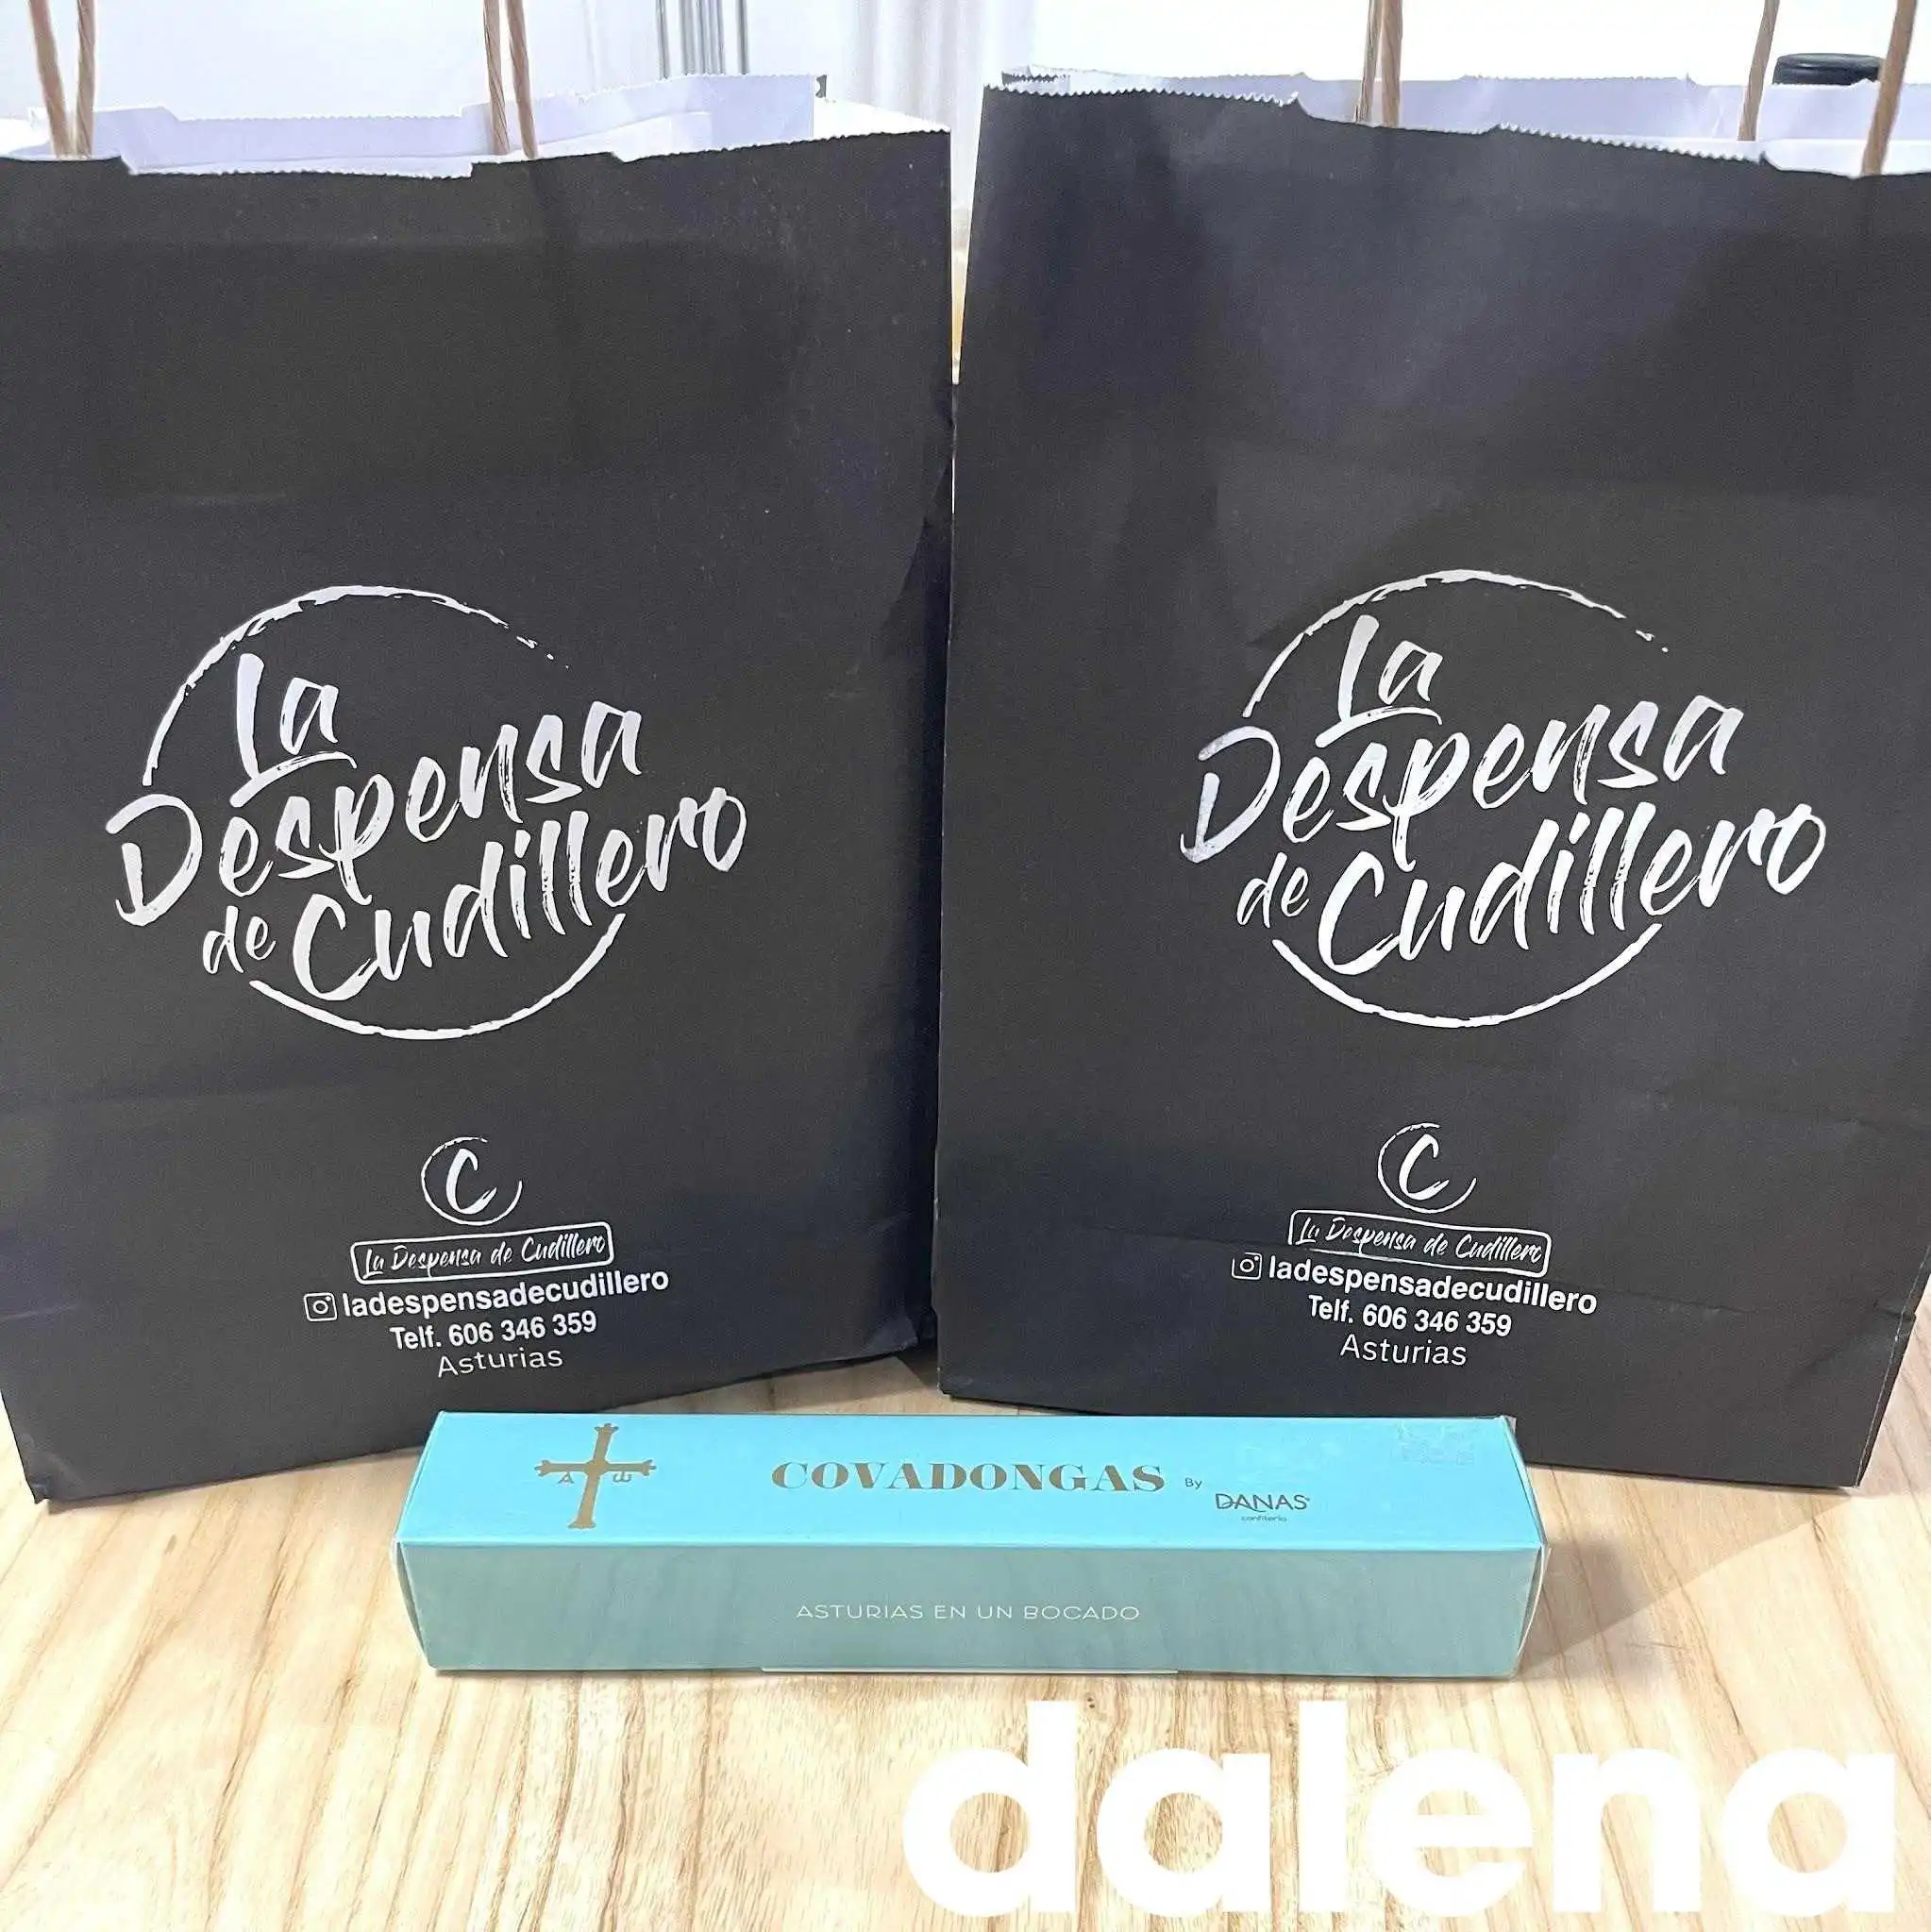 La
Despensa
de Cudillero
C
La Despensa de Cudillero
ladespensadecudillero
Telf. 606 346 359
Asturias
La
Despensa
de Cudillero
C
La Despensa de Cudillero
ladespensadecudillero
Telf. 606 346 359
Asturias
A ω
COVADONGAS By
DANAS
confitería
ASTURIAS EN UN BOCADO
dalena